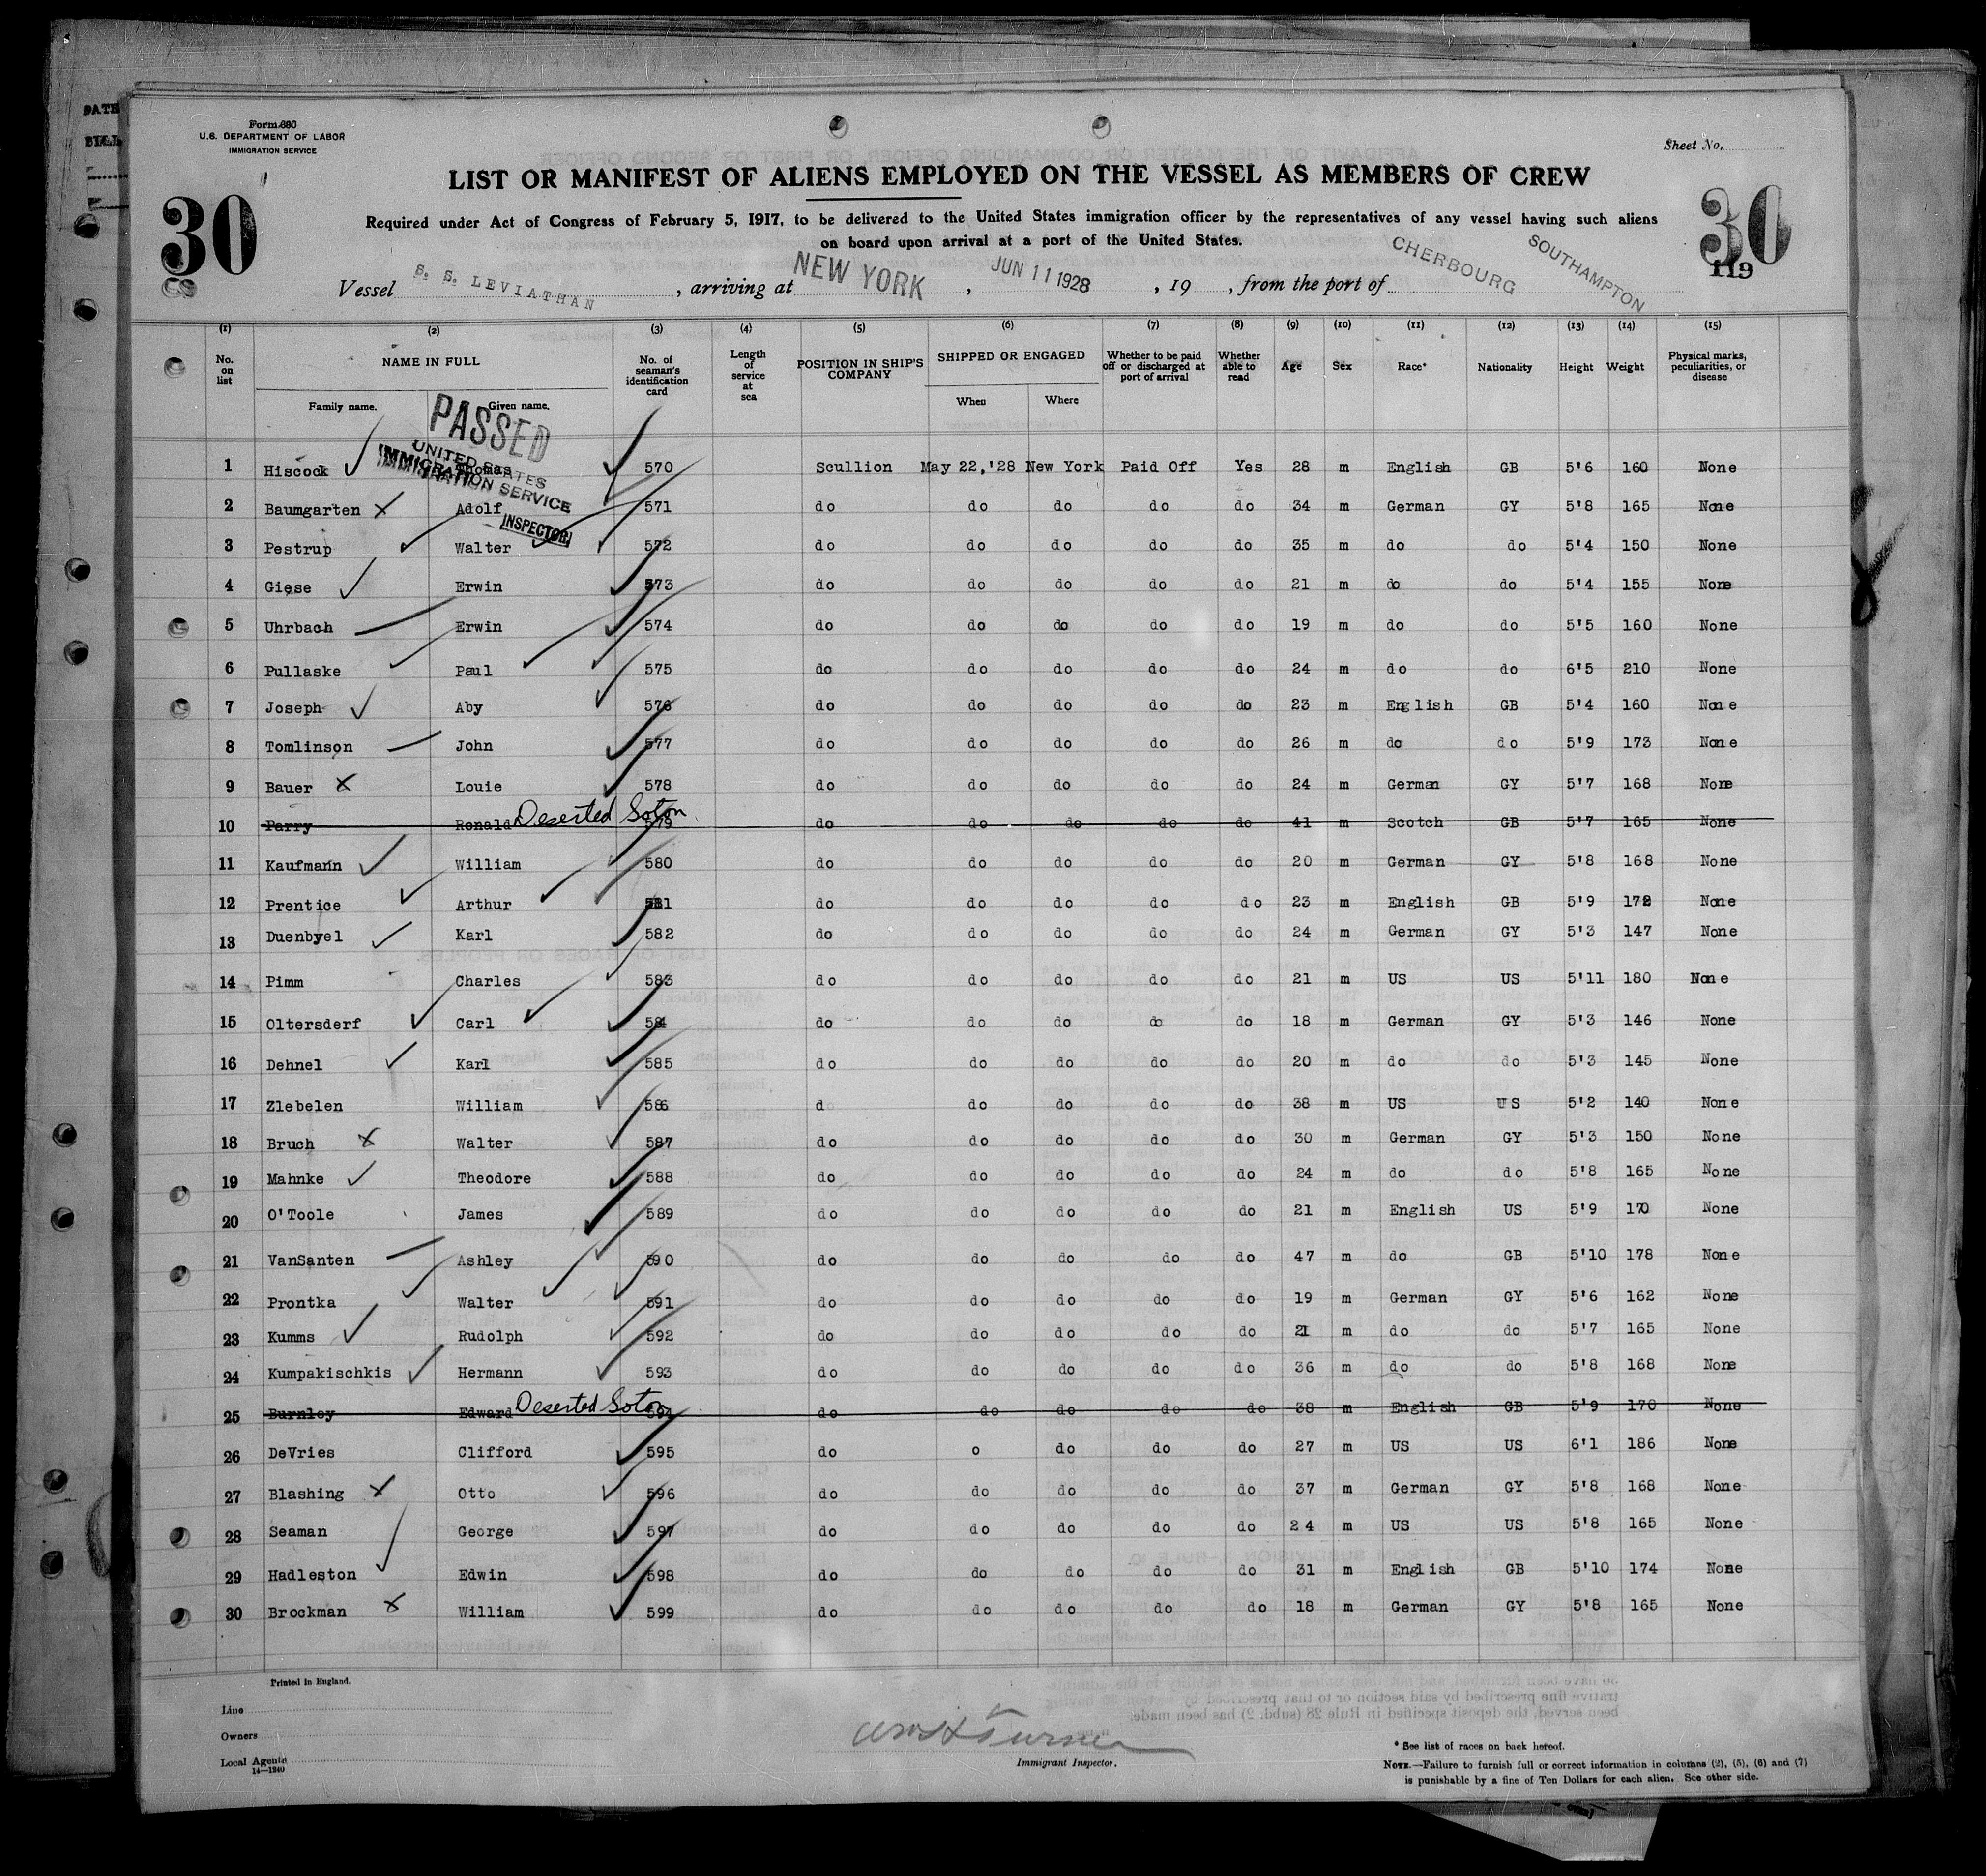 Form 680
U.S. DEPARTMENT OF LABOR
IMMIGRATION SERVICE
Sheet No.
30
30
119
LIST OR MANIFEST OF ALIENS EMPLOYED ON THE VESSEL AS MEMBERS OF CREW
Required under Act of Congress of February 5, 1917, to be delivered to the United States immigration officer by the representatives of any vessel having such aliens
on board upon arrival at a port of the United States.
Vessel S. S. LEVIATHAN, arriving at NEW YORK, JUN 11 1928, 19 , from the port of CHERBOURG SOUTHAMPTON
(1) (2) (3) (4) (5) (6) (7) (8) (9) (10) (11) (12) (13) (14) (15)
No. on list NAME IN FULL No. of seaman's identification card Length of service at sea POSITION IN SHIP'S COMPANY SHIPPED OR ENGAGED Whether to be paid off or discharged at port of arrival Whether able to read Age Sex Race* Nationality Height Weight Physical marks, peculiarities, or disease
Family name. Given name. When Where
PASSED
UNITED STATES
IMMIGRATION SERVICE
INSPECTOR
1 Hiscock Thomas 570 Scullion May 22,'28 New York Paid Off Yes 28 m English GB 5'6 160 None
2 Baumgarten Adolf 571 do do do do do 34 m German GY 5'8 165 None
3 Pestrup Walter 572 do do do do do 35 m do do 5'4 150 None
4 Giese Erwin 573 do do do do do 21 m do do 5'4 155 None
5 Uhrbach Erwin 574 do do do do do 19 m do do 5'5 160 None
6 Pullaske Paul 575 do do do do do 24 m do do 6'5 210 None
7 Joseph Aby 576 do do do do do 23 m English GB 5'4 160 None
8 Tomlinson John 577 do do do do do 26 m do do 5'9 173 None
9 Bauer Louie 578 do do do do do 24 m German GY 5'7 168 None
10 Parry Ronald Deserted Soton 579 do do do do do 41 m Scotch GB 5'7 165 None
11 Kaufmann William 580 do do do do do 20 m German GY 5'8 168 None
12 Prentice Arthur 581 do do do do do 23 m English GB 5'9 172 None
13 Duenbyel Karl 582 do do do do do 24 m German GY 5'3 147 None
14 Pimm Charles 583 do do do do do 21 m US US 5'11 180 None
15 Oltersderf Carl 584 do do do do do 18 m German GY 5'3 146 None
16 Dehnel Karl 585 do do do do do 20 m do do 5'3 145 None
17 Zlebelen William 586 d do do do do 38 m US US 5'2 140 None
18 Bruch Walter 587 do do do do do 30 m German GY 5'3 150 None
19 Mahnke Theodore 588 do do do do do 24 m do do 5'8 165 None
20 O'Toole James 589 do do do do do 21 m English US 5'9 170 None
21 VanSanten Ashley 590 do do do do do 47 m do GB 5'10 178 None
22 Prontka Walter 591 do do do do do 19 m German GY 5'6 162 None
23 Kumms Rudolph 592 do do do do do 21 m do do 5'7 165 None
24 Kumpakischkis Hermann 593 do do do do do 36 m do do 5'8 168 None
25 Burnley Edward Deserted Soton 594 do do do do do 38 m English GB 5'9 170 None
26 DeVries Clifford 595 do o do do do 27 m US US 6'1 186 None
27 Blashing Otto 596 do do do do do 37 m German GY 5'8 168 None
28 Seaman George 597 do do do do do 24 m US US 5'8 165 None
29 Hadleston Edwin 598 do do do do do 31 m English GB 5'10 174 None
30 Brockman William 599 do do do do do 18 m German GY 5'8 165 None
Printed in England.
Line
Owners
Local Agents
14—1240
Immigrant Inspector.
* See list of races on back hereof.
NOTE.—Failure to furnish full or correct information in columns (2), (5), (6) and (7)
is punishable by a fine of Ten Dollars for each alien. See other side.